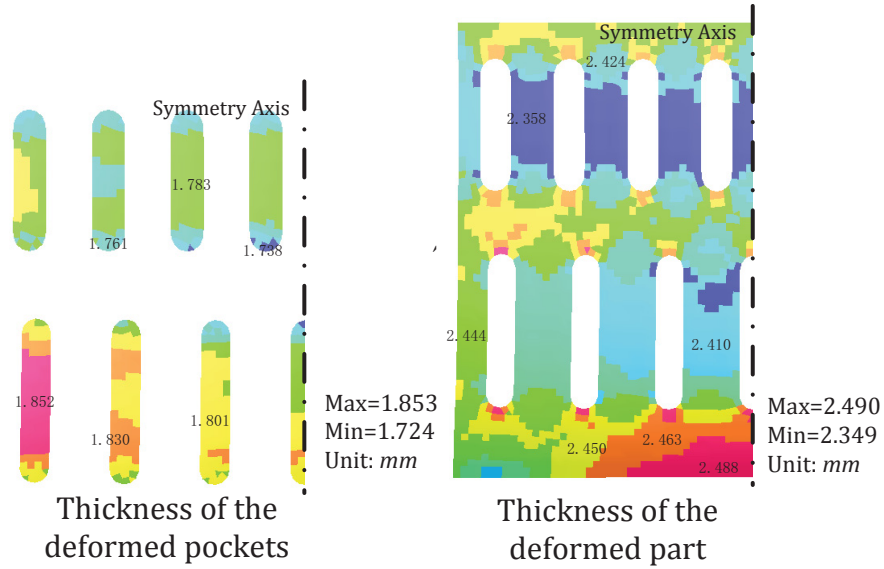 Symmetry Axis
1.783
1.761
1.738
1.852
1.830
1.801
Max=1.853
Min=1.724
Unit: mm
Thickness of the
deformed pockets
,
Symmetry Axis
2.424
2.358
2.444
2.410
2.450
2.463
2.488
Max=2.490
Min=2.349
Unit: mm
Thickness of the
deformed part